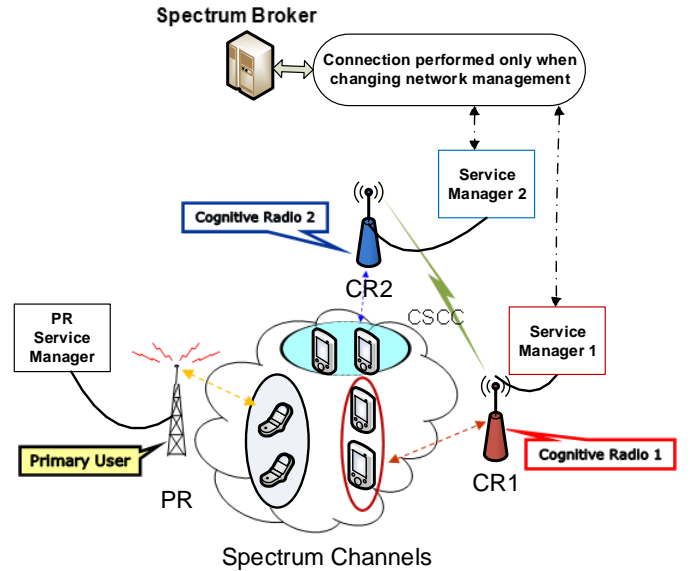 Spectrum Broker
Connection performed only when
changing network management
Service
Manager 2
Cognitive Radio 2
CR2
CSCC
PR
Service
Manager
Service
Manager 1
Primary User
PR
CR1
Cognitive Radio 1
Spectrum Channels